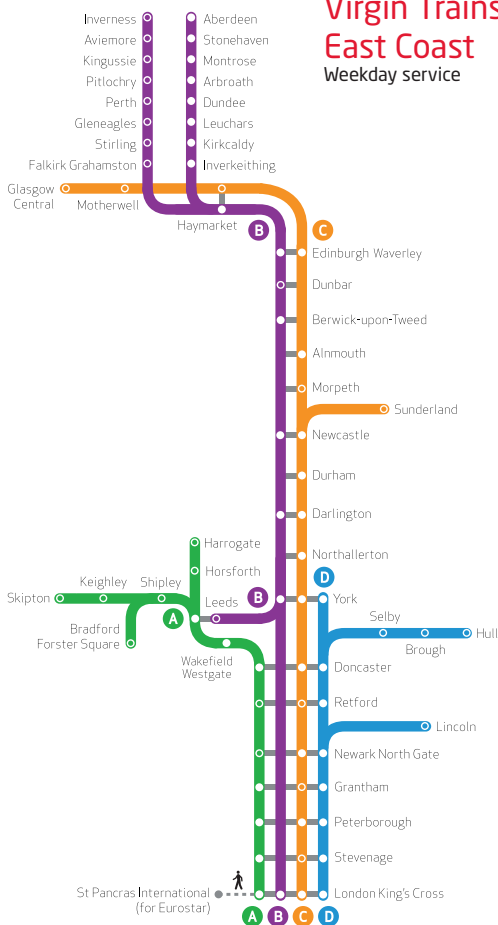 Virgin Trains
East Coast
Weekday service
Inverness
Aviemore
Kingussie
Pitlochry
Perth
Gleneagles
Stirling
Falkirk Grahamston
Aberdeen
Stonehaven
Montrose
Arbroath
Dundee
Leuchars
Kirkcaldy
Inverkeithing
Glasgow
Central
Motherwell
Haymarket
B
C
Edinburgh Waverley
Dunbar
Berwick-upon-Tweed
Alnmouth
Morpeth
Sunderland
Newcastle
Durham
Darlington
Northallerton
Harrogate
Horsforth
Leeds
Skipton
Keighley
Shipley
Bradford
Forster Square
A
B
D
Wakefield
Westgate
York
Selby
Brough
Hull
Doncaster
Retford
Lincoln
Newark North Gate
Grantham
Peterborough
Stevenage
St Pancras International
(for Eurostar)
London King's Cross
A B C D